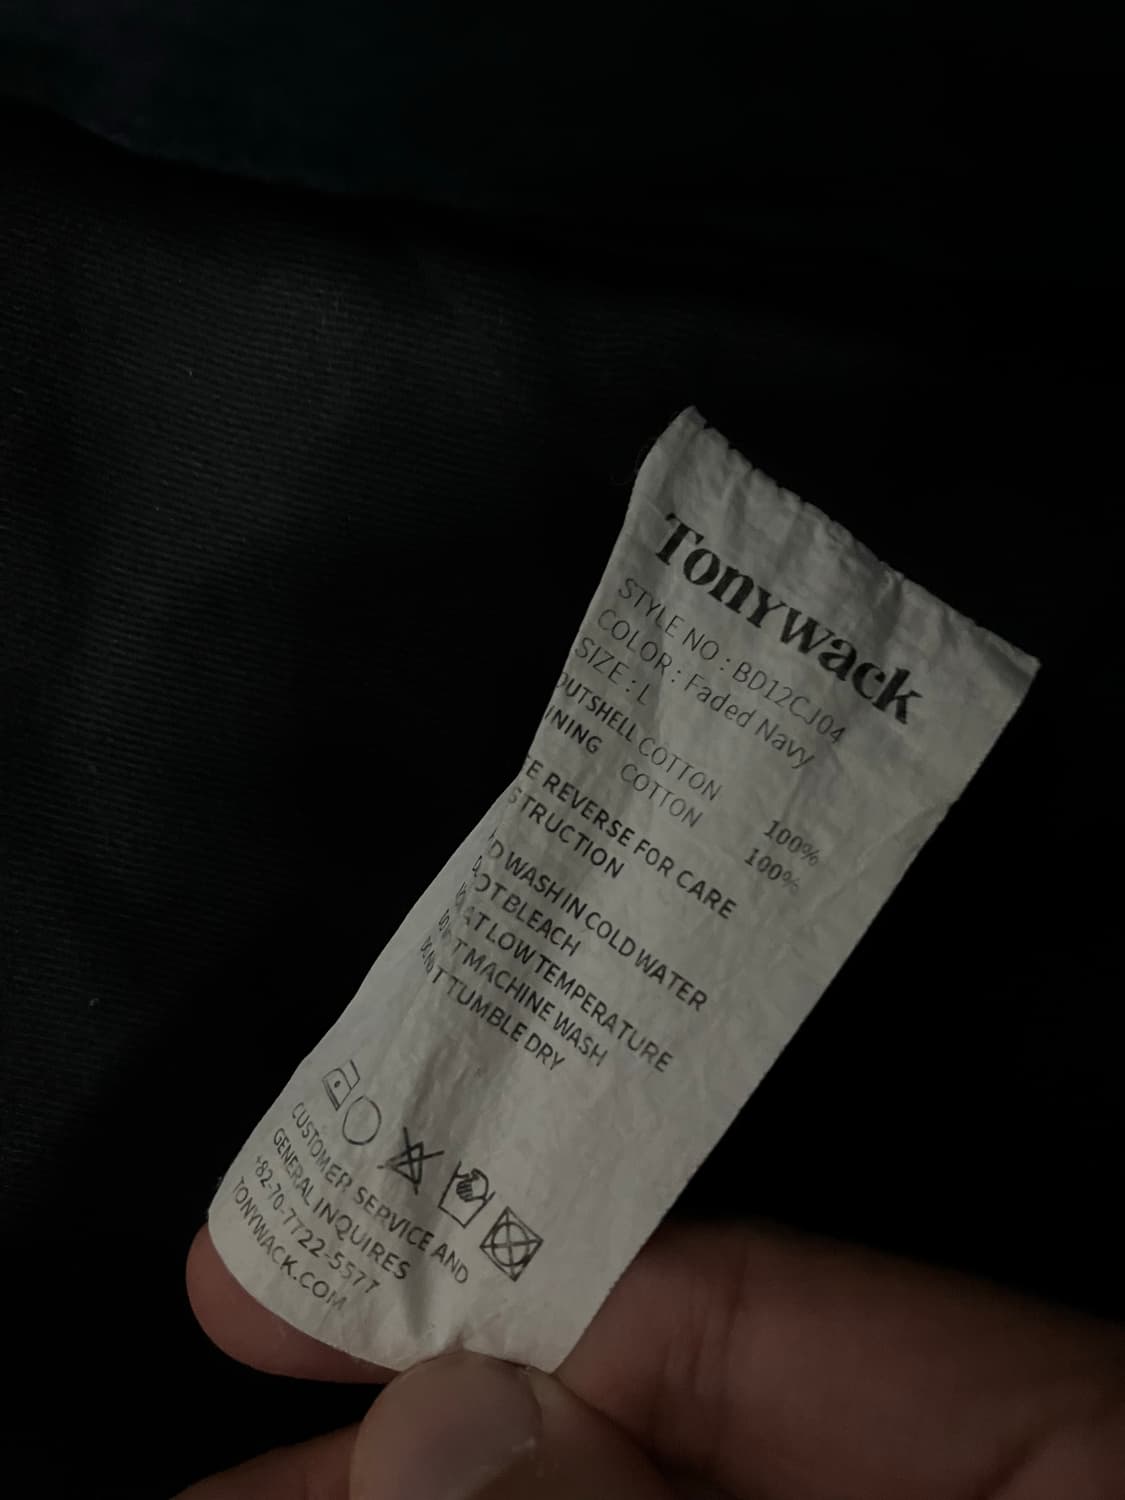 Tonywack
STYLE NO : BD12CJ04
COLOR : Faded Navy
SIZE : L
OUTSHELL COTTON 100%
INING COTTON 100%
E REVERSE FOR CARE
STRUCTION
D WASH IN COLD WATER
OT BLEACH
AT LOW TEMPERATURE
T MACHINE WASH
T TUMBLE DRY
CUSTOMER SERVICE AND
GENERAL INQUIRES
+82-70-7722-5577
TONYWACK.COM